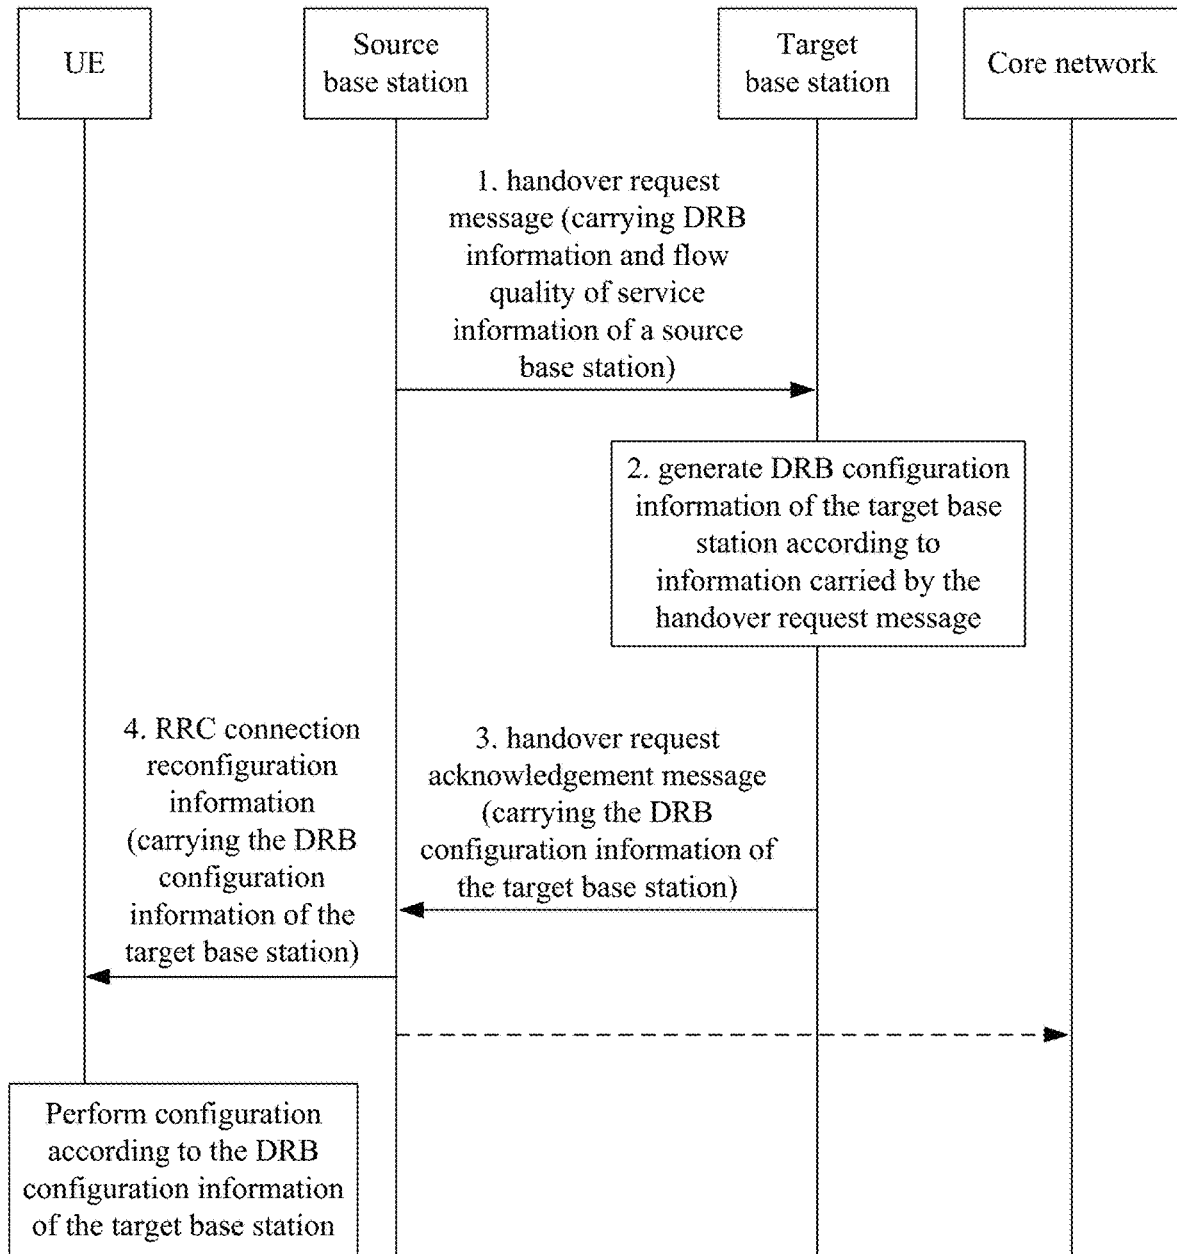 UE
Source
base station
Target
base station
Core network
1. handover request
message (carrying DRB
information and flow
quality of service
information of a source
base station)
2. generate DRB configuration
information of the target base
station according to
information carried by the
handover request message
3. handover request
acknowledgement message
(carrying the DRB
configuration information of
the target base station)
4. RRC connection
reconfiguration
information
(carrying the DRB
configuration
information of the
target base station)
Perform configuration
according to the DRB
configuration information
of the target base station